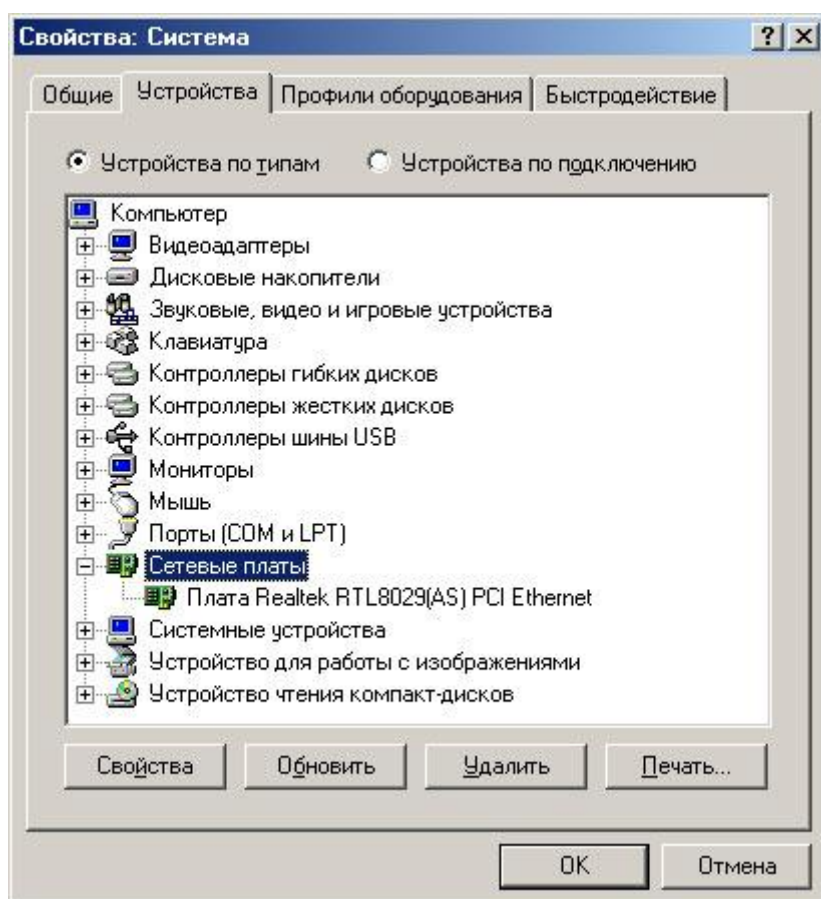 Свойства: Система
Общие Устройства Профили оборудования Быстродействие
Устройства по типам Устройства по подключению
Компьютер
Видеоадаптеры
Дисковые накопители
Звуковые, видео и игровые устройства
Клавиатура
Контроллеры гибких дисков
Контроллеры жестких дисков
Контроллеры шины USB
Мониторы
Мышь
Порты (COM и LPT)
Сетевые платы
Плата Realtek RTL8029(AS) PCI Ethernet
Системные устройства
Устройство для работы с изображениями
Устройство чтения компакт-дисков
Свойства Обновить Удалить Печать...
OK Отмена